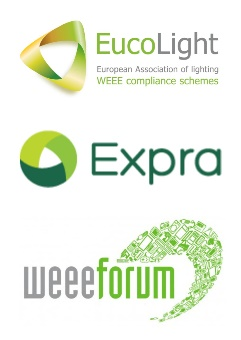 EucoLight
European Association of lighting
WEEE compliance schemes
Expra
weeeforum